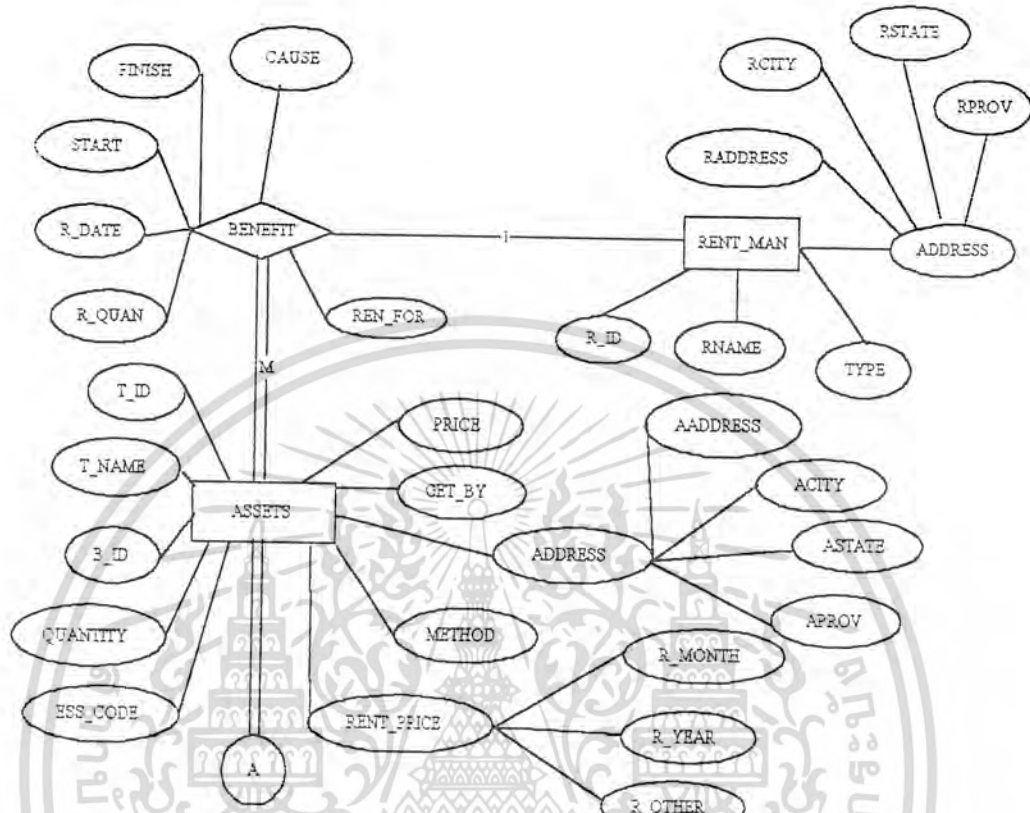 CAUSE
RSTATE
FINISH
RCITY
RPROV
START
RADDRESS
R_DATE
BENEFIT
1
RENT_MAN
ADDRESS
R_QUAN
REN_FOR
R_ID
RNAME
TYPE
M
T_ID
PRICE
AADDRESS
T_NAME
GET_BY
ACITY
ASSETS
B_ID
ADDRESS
ASTATE
QUANTITY
METHOD
APROV
R_MONTH
ESS_CODE
RENT_PRICE
R_YEAR
A
R_OTHER